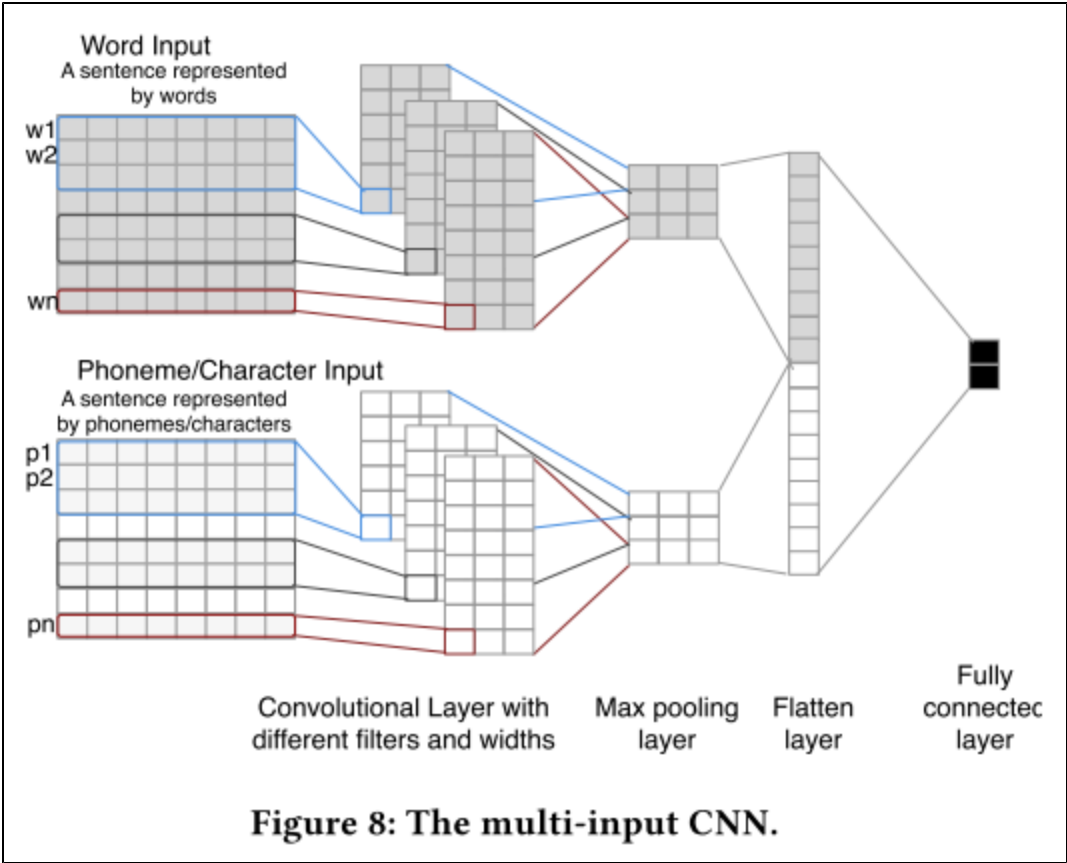 Word Input
A sentence represented
by words
w1
w2
wn
Phoneme/Character Input
A sentence represented
by phonemes/characters
p1
p2
pn
Convolutional Layer with
different filters and widths
Max pooling
layer
Flatten
layer
Fully
connectec
layer
Figure 8: The multi-input CNN.